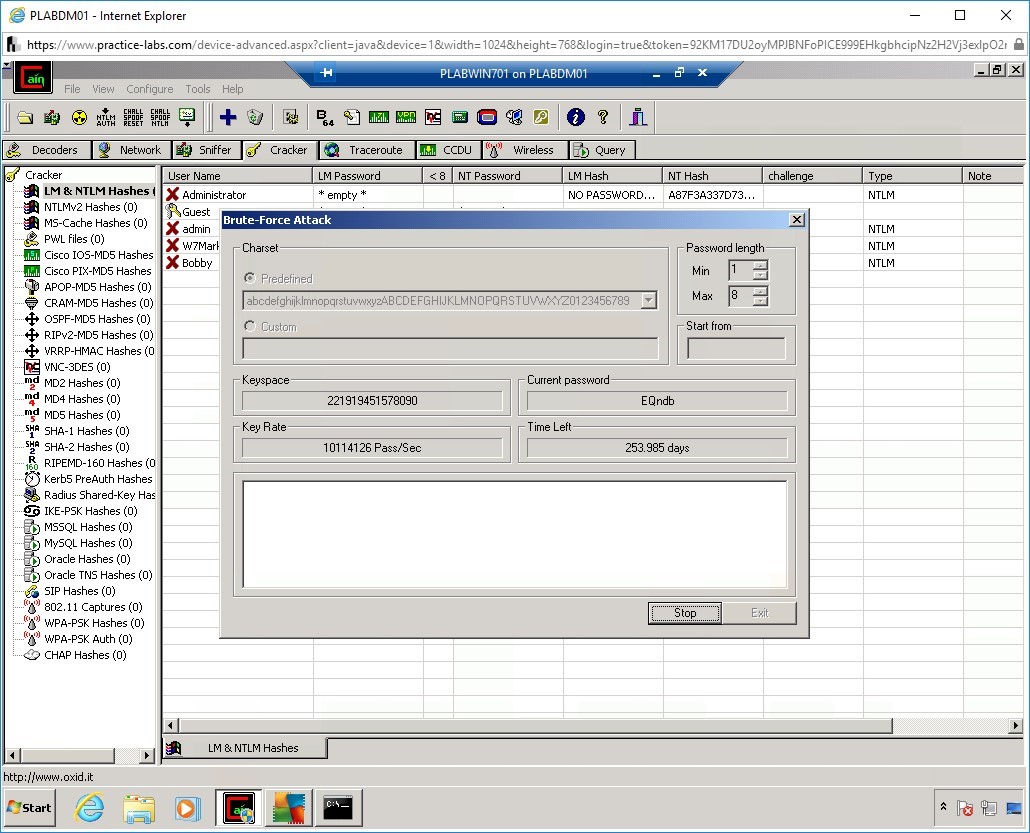 PLABDM01 - Internet Explorer
https://www.practice-labs.com/device-advanced.aspx?client=java&device=1&width=1024&height=768&login=true&token=92KM17DU2oyMPJBNFoPICE999EHkgbhcipNz2H2Vj3exIpO2r
Cain
PLABWIN701 on PLABDM01
File View Configure Tools Help
NTLM AUTH
CHALL SPOOF RESET
CHALL SPOOF NTLM
B 64
Decoders Network Sniffer Cracker Traceroute CCDU Wireless Query
Cracker
LM & NTLM Hashes (
NTLMv2 Hashes (0)
MS-Cache Hashes (0)
PWL files (0)
Cisco IOS-MD5 Hashes
Cisco PIX-MD5 Hashes
APOP-MD5 Hashes (0)
CRAM-MD5 Hashes (0)
OSPF-MD5 Hashes (0)
RIPv2-MD5 Hashes (0)
VRRP-HMAC Hashes (0
VNC-3DES (0)
MD2 Hashes (0)
MD4 Hashes (0)
MD5 Hashes (0)
SHA-1 Hashes (0)
SHA-2 Hashes (0)
RIPEMD-160 Hashes (0
Kerb5 PreAuth Hashes
Radius Shared-Key Has
IKE-PSK Hashes (0)
MSSQL Hashes (0)
MySQL Hashes (0)
Oracle Hashes (0)
Oracle TNS Hashes (0)
SIP Hashes (0)
802.11 Captures (0)
WPA-PSK Hashes (0)
WPA-PSK Auth (0)
CHAP Hashes (0)
User Name LM Password < 8 NT Password LM Hash NT Hash challenge Type Note
Administrator * empty * NO PASSWORD... A87F3A337D73... NTLM
Guest
admin NTLM
W7Mark NTLM
Bobby NTLM
Brute-Force Attack
Charset
Predefined
abcdefghijklmnopqrstuvwxyzABCDEFGHIJKLMNOPQRSTUVWXYZ0123456789
Custom
Password length
Min 1
Max 8
Start from
Keyspace
221919451578090
Current password
EQndb
Key Rate
10114126 Pass/Sec
Time Left
253.985 days
Stop Exit
LM & NTLM Hashes
http://www.oxid.it
Start
C:\_